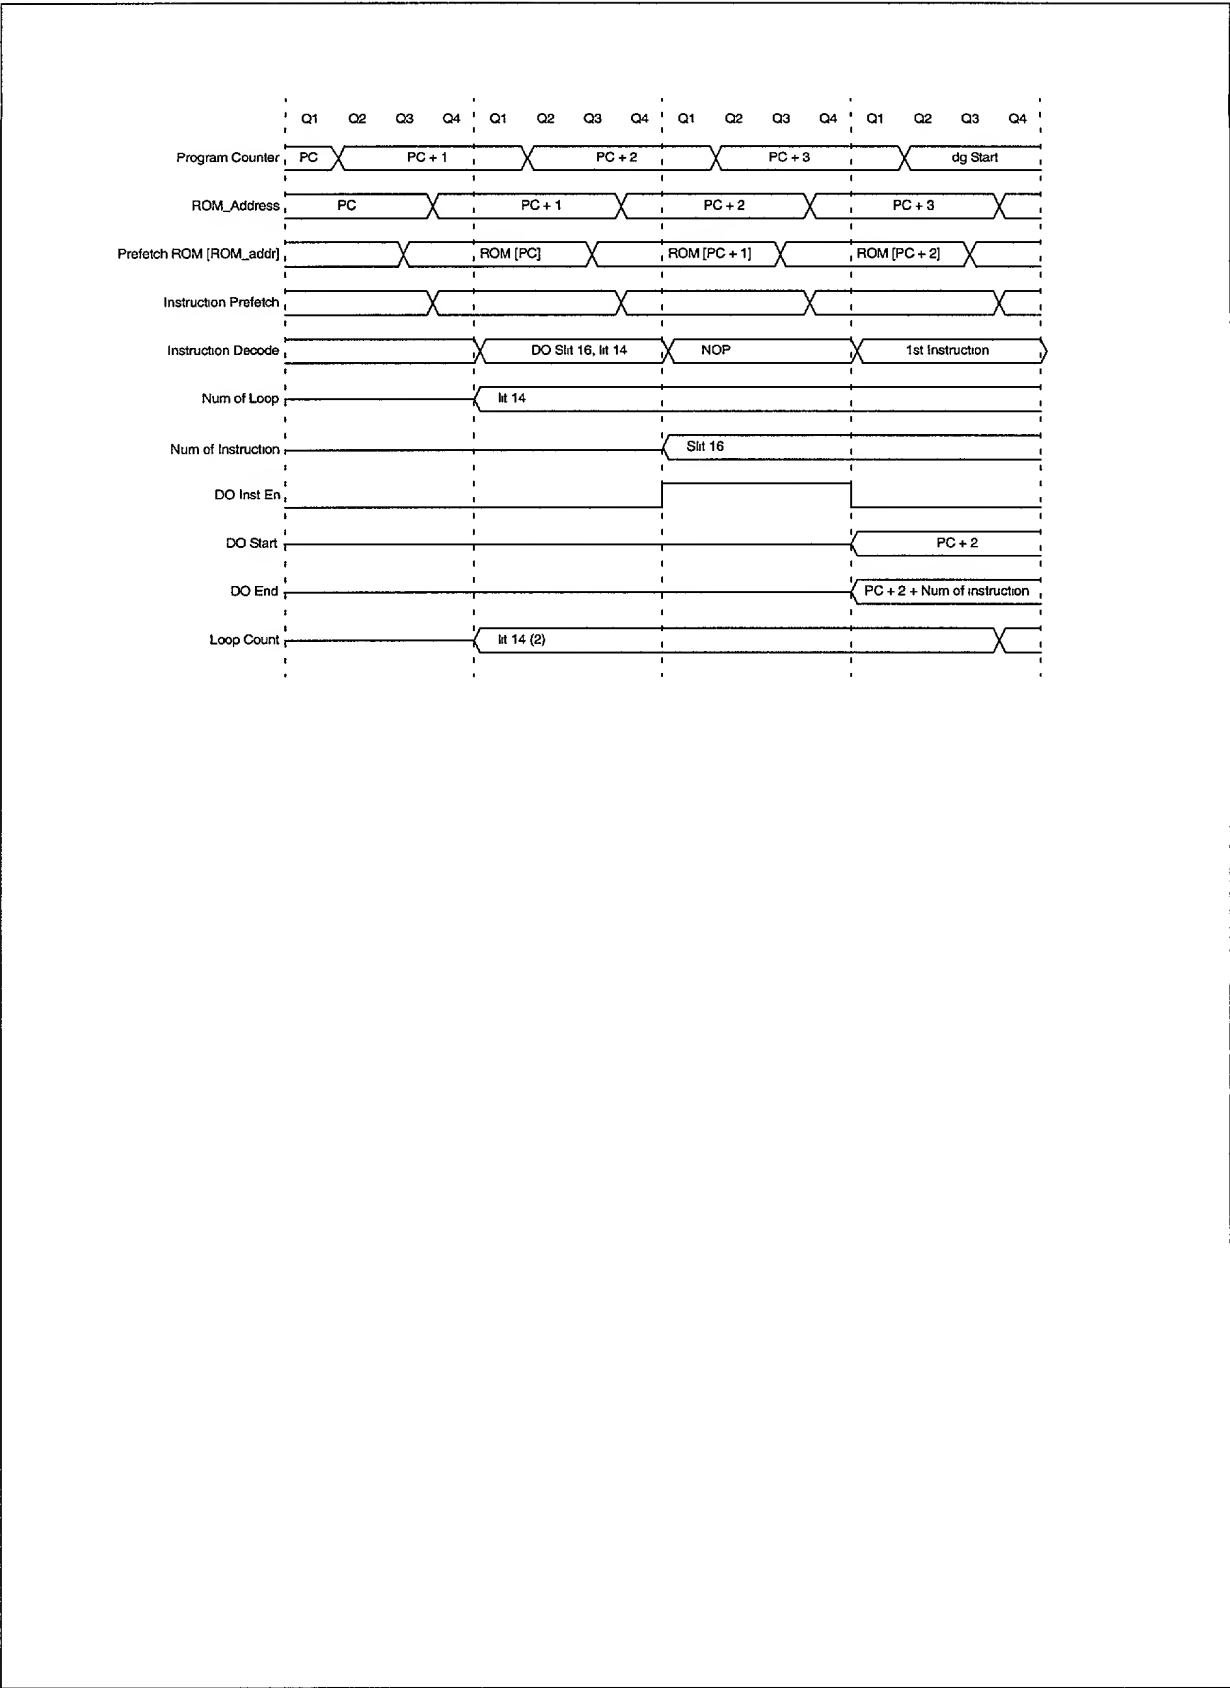 Q1 Q2 Q3 Q4 Q1 Q2 Q3 Q4 Q1 Q2 Q3 Q4 Q1 Q2 Q3 Q4
Program Counter PC PC + 1 PC + 2 PC + 3 dg Start
ROM_Address PC PC + 1 PC + 2 PC + 3
Prefetch ROM [ROM_addr] ROM [PC] ROM [PC + 1] ROM [PC + 2]
Instruction Prefetch
Instruction Decode DO Slit 16, lit 14 NOP 1st Instruction
Num of Loop lit 14
Num of Instruction Slit 16
DO Inst En
DO Start PC + 2
DO End PC + 2 + Num of instruction
Loop Count lit 14 (2)